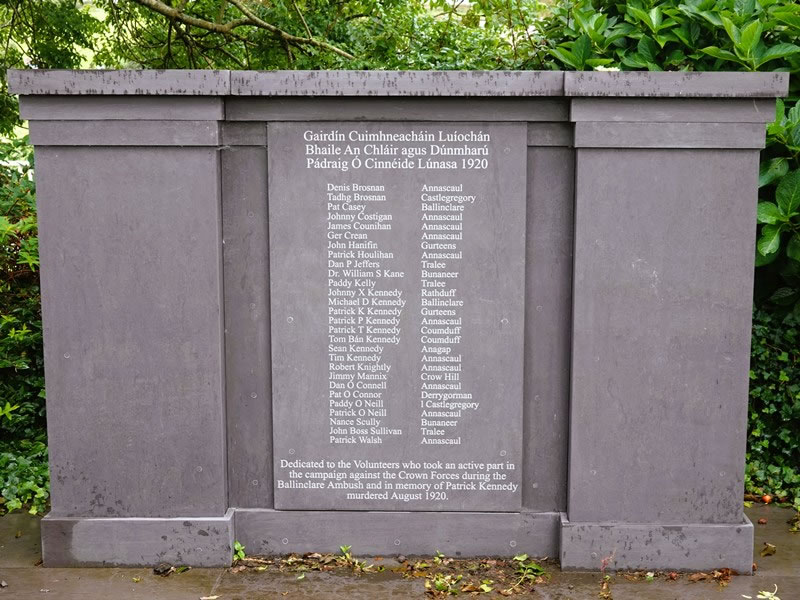 Gairdín Cuimhneacháin Luíochán
Bhaile An Chláir agus Dúnmharú
Pádraig Ó Cinnéide Lúnasa 1920
Denis Brosnan Annascaul
Tadhg Brosnan Castlegregory
Pat Casey Ballinclare
Johnny Costigan Annascaul
James Counihan Annascaul
Ger Crean Annascaul
John Hanifin Gurteens
Patrick Houlihan Annascaul
Dan P Jeffers Tralee
Dr. William S Kane Bunaneer
Paddy Kelly Tralee
Johnny X Kennedy Rathduff
Michael D Kennedy Ballinclare
Patrick K Kennedy Gurteens
Patrick P Kennedy Annascaul
Patrick T Kennedy Coumduff
Tom Bán Kennedy Coumduff
Sean Kennedy Anagap
Tim Kennedy Annascaul
Robert Knightly Annascaul
Jimmy Mannix Crow Hill
Dan Ó Connell Annascaul
Pat O Connor Derrygorman
Paddy O Neill l Castlegregory
Patrick O Neill Annascaul
Nance Scully Bunaneer
John Boss Sullivan Tralee
Patrick Walsh Annascaul
Dedicated to the Volunteers who took an active part in
the campaign against the Crown Forces during the
Ballinclare Ambush and in memory of Patrick Kennedy
murdered August 1920.